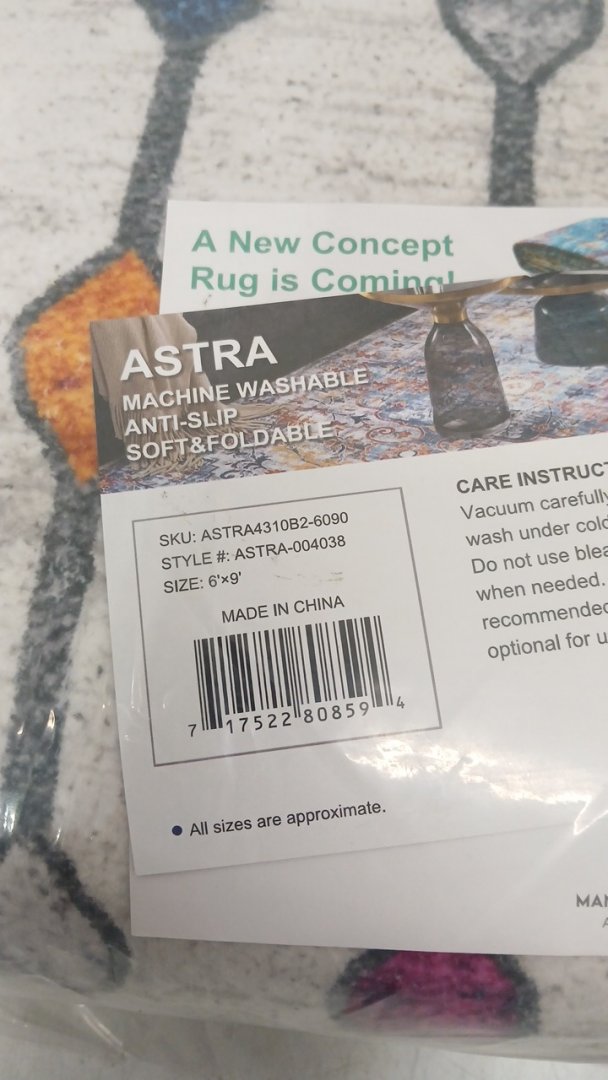 A New Concept
Rug is Coming!
ASTRA
MACHINE WASHABLE
ANTI-SLIP
SOFT&FOLDABLE
SKU: ASTRA4310B2-6090
STYLE #: ASTRA-004038
SIZE: 6'×9'
MADE IN CHINA
7 17522 80859 4
CARE INSTRUCT
Vacuum carefully
wash under cold
Do not use blea
when needed.
recommended
optional for u
All sizes are approximate.
MAN